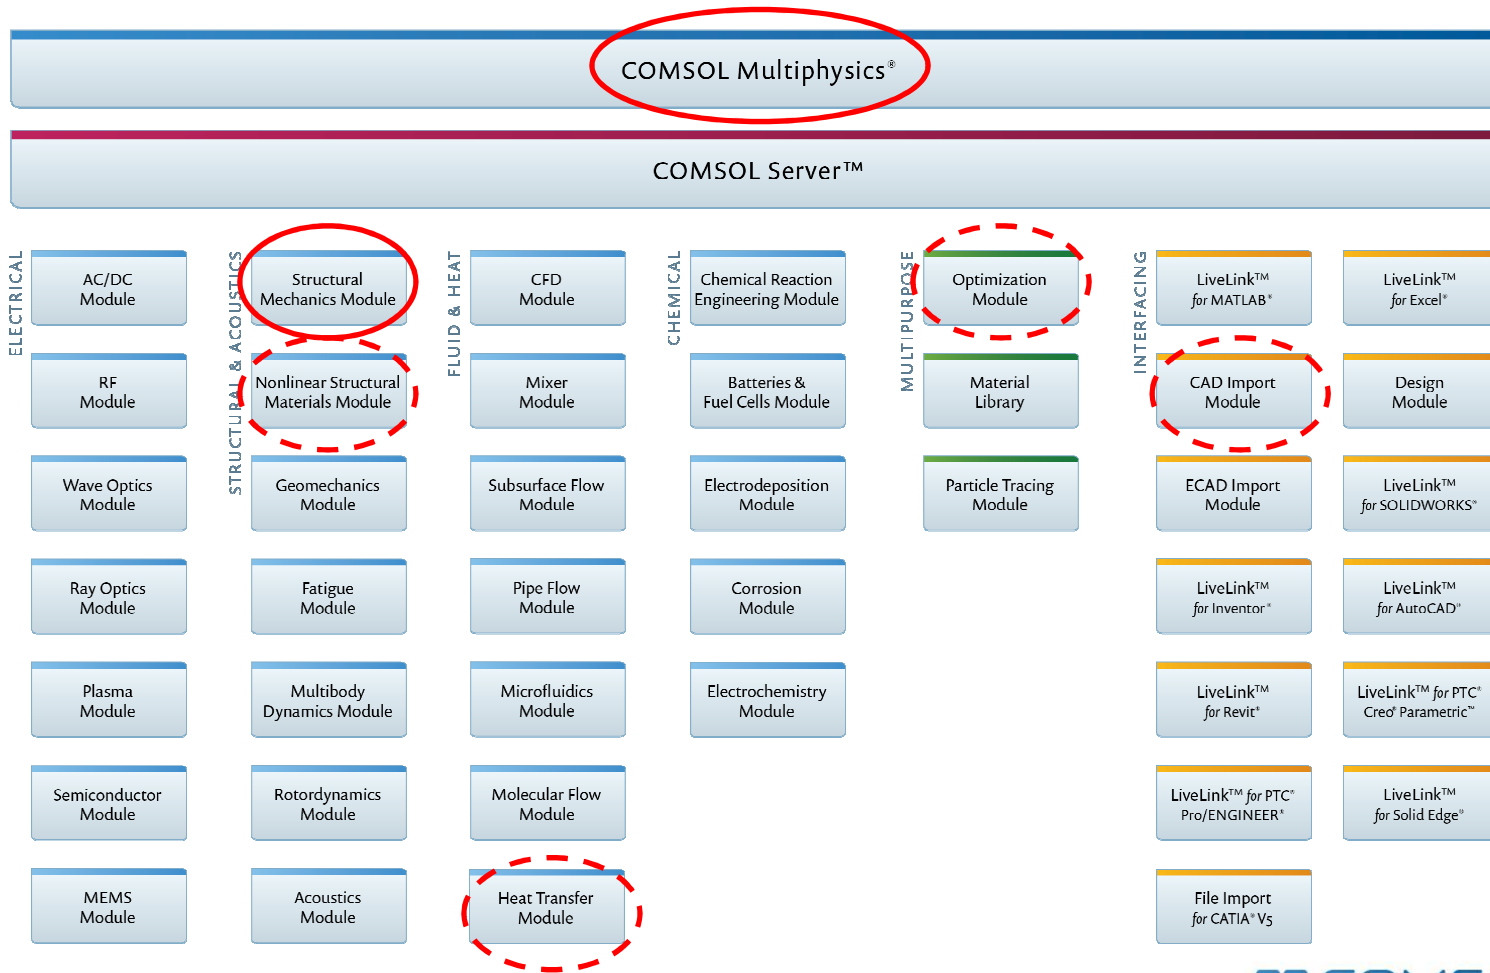 COMSOL Multiphysics®
COMSOL Server™
ELECTRICAL
AC/DC
Module
RF
Module
Wave Optics
Module
Ray Optics
Module
Plasma
Module
Semiconductor
Module
MEMS
Module
STRUCTURAL & ACOUSTICS
Structural
Mechanics Module
Nonlinear Structural
Materials Module
Geomechanics
Module
Fatigue
Module
Multibody
Dynamics Module
Rotordynamics
Module
Acoustics
Module
FLUID & HEAT
CFD
Module
Mixer
Module
Subsurface Flow
Module
Pipe Flow
Module
Microfluidics
Module
Molecular Flow
Module
Heat Transfer
Module
CHEMICAL
Chemical Reaction
Engineering Module
Batteries &
Fuel Cells Module
Electrodeposition
Module
Corrosion
Module
Electrochemistry
Module
MULTIPURPOSE
Optimization
Module
Material
Library
Particle Tracing
Module
INTERFACING
LiveLink™
for MATLAB®
CAD Import
Module
ECAD Import
Module
LiveLink™
for Inventor®
LiveLink™
for Revit®
LiveLink™ for PTC®
Pro/ENGINEER®
File Import
for CATIA® V5
LiveLink™
for Excel®
Design
Module
LiveLink™
for SOLIDWORKS®
LiveLink™
for AutoCAD®
LiveLink™ for PTC®
Creo® Parametric™
LiveLink™
for Solid Edge®